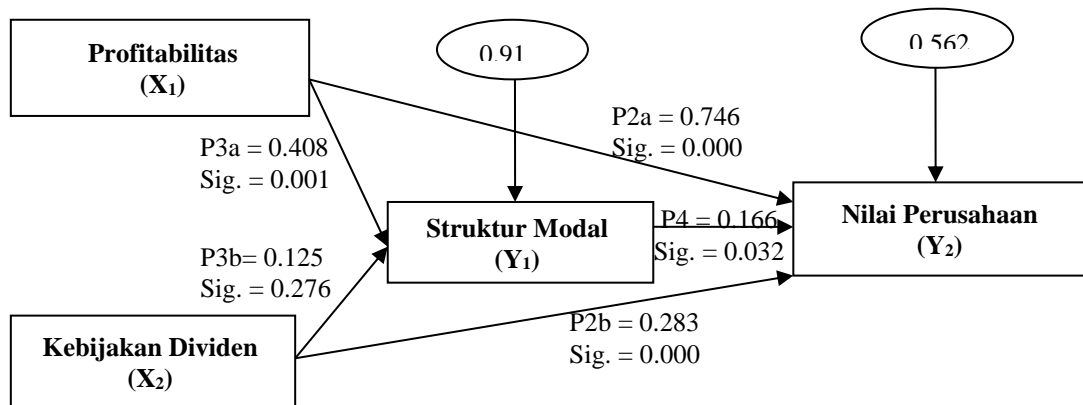 Profitabilitas
(X₁)
0.91
0.562
P2a = 0.746
Sig. = 0.000
P3a = 0.408
Sig. = 0.001
Struktur Modal
(Y₁)
P4 = 0.166
Sig. = 0.032
Nilai Perusahaan
(Y₂)
P3b= 0.125
Sig. = 0.276
Kebijakan Dividen
(X₂)
P2b = 0.283
Sig. = 0.000